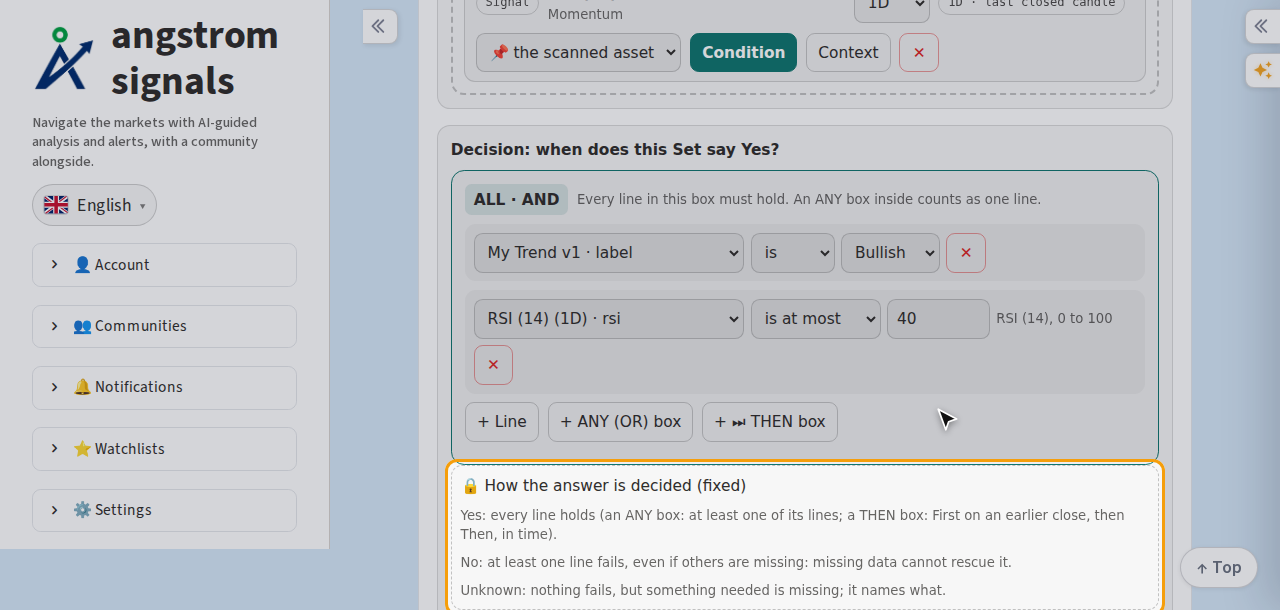 angstrom
signals
Navigate the markets with AI-guided
analysis and alerts, with a community
alongside.
English
Account
Communities
Notifications
Watchlists
Settings
Signal
Momentum
1D
1D · last closed candle
the scanned asset
Condition
Context
Decision: when does this Set say Yes?
ALL · AND
Every line in this box must hold. An ANY box inside counts as one line.
My Trend v1 · label
is
Bullish
RSI (14) (1D) · rsi
is at most
40
RSI (14), 0 to 100
+ Line
+ ANY (OR) box
+ ⏭ THEN box
How the answer is decided (fixed)
Yes: every line holds (an ANY box: at least one of its lines; a THEN box: First on an earlier close, then
Then, in time).
No: at least one line fails, even if others are missing: missing data cannot rescue it.
Unknown: nothing fails, but something needed is missing; it names what.
↑ Top